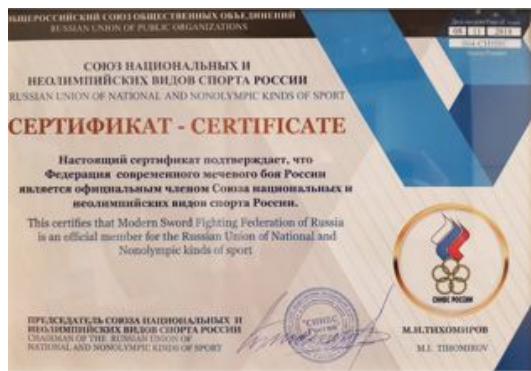 ОБЩЕРОССИЙСКИЙ СОЮЗ ОБЩЕСТВЕННЫХ ОБЪЕДИНЕНИЙ
RUSSIAN UNION OF PUBLIC ORGANIZATIONS
08 11 2018
СОЮЗ НАЦИОНАЛЬНЫХ И
НЕОЛИМПИЙСКИХ ВИДОВ СПОРТА РОССИИ
RUSSIAN UNION OF NATIONAL AND NONOLYMPIC KINDS OF SPORT
СЕРТИФИКАТ - CERTIFICATE
Настоящий сертификат подтверждает, что
Федерация современного мечевого боя России
является официальным членом Союза национальных и
неолимпийских видов спорта России.
This certifies that Modern Sword Fighting Federation of Russia
is an official member for the Russian Union of National and
Nonolympic kinds of sport
СННВС РОССИИ
ПРЕДСЕДАТЕЛЬ СОЮЗА НАЦИОНАЛЬНЫХ И
НЕОЛИМПИЙСКИХ ВИДОВ СПОРТА РОССИИ
CHAIRMAN OF THE RUSSIAN UNION OF
NATIONAL AND NONOLYMPIC KINDS OF SPORT
М.И.ТИХОМИРОВ
M.I. TIHOMIROV